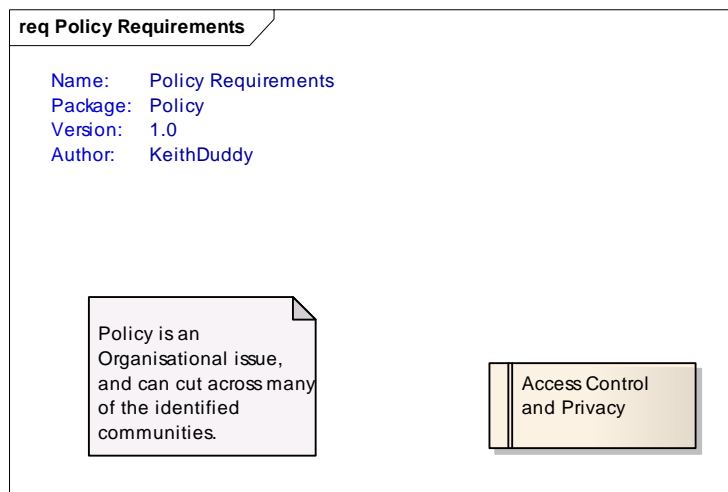 req Policy Requirements
Name: Policy Requirements
Package: Policy
Version: 1.0
Author: KeithDuddy
Policy is an
Organisational issue,
and can cut across many
of the identified
communities.
Access Control
and Privacy